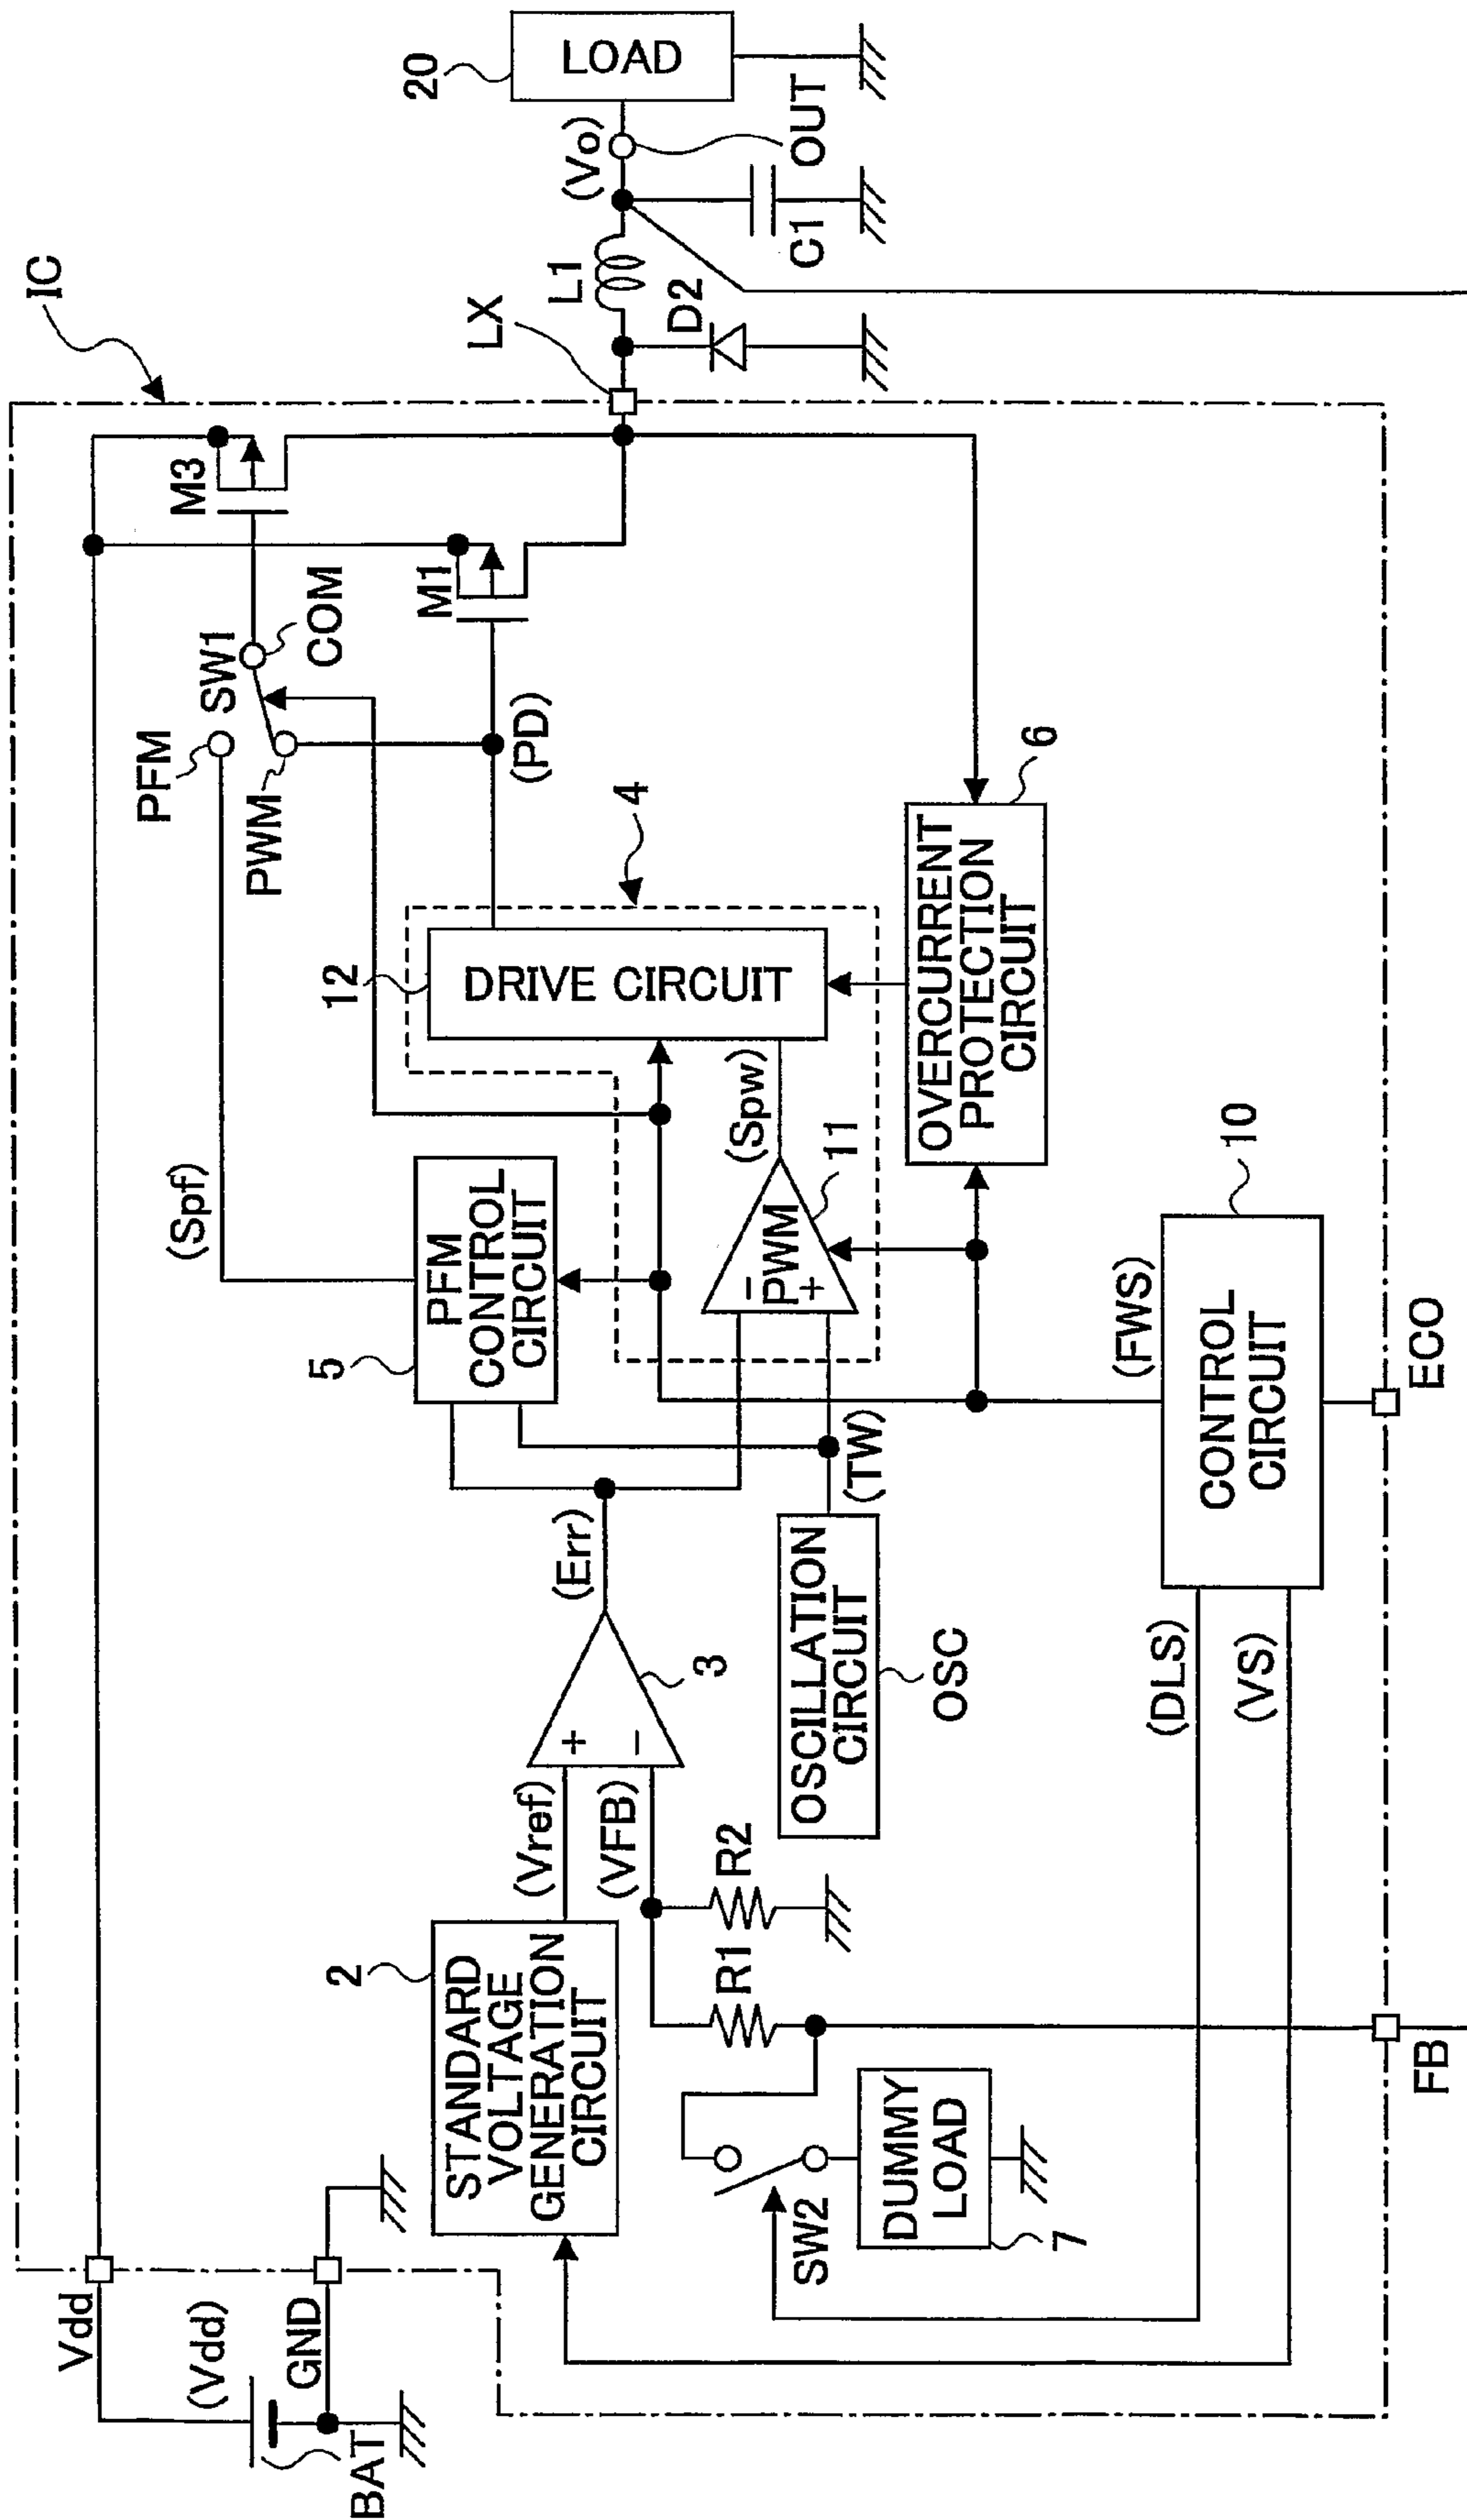 IC
Vdd
(Vdd)
GND
BAT
STANDARD
VOLTAGE
GENERATION
CIRCUIT
2
(Vref)
(VFB)
R1
R2
SW2
DUMMY
LOAD
7
FB
3
(Err)
OSCILLATION
CIRCUIT
OSC
(TW)
(DLS)
(VS)
5
PFM
CONTROL
CIRCUIT
(Spf)
PWM
−
+
11
(Spw)
12
DRIVE CIRCUIT
4
(PD)
OVERCURRENT
PROTECTION
CIRCUIT
6
CONTROL
CIRCUIT
10
(FWS)
ECO
PFM
PWM
SW1
COM
M3
M1
LX
L1
D2
C1
(Vo)
OUT
20
LOAD
+
−